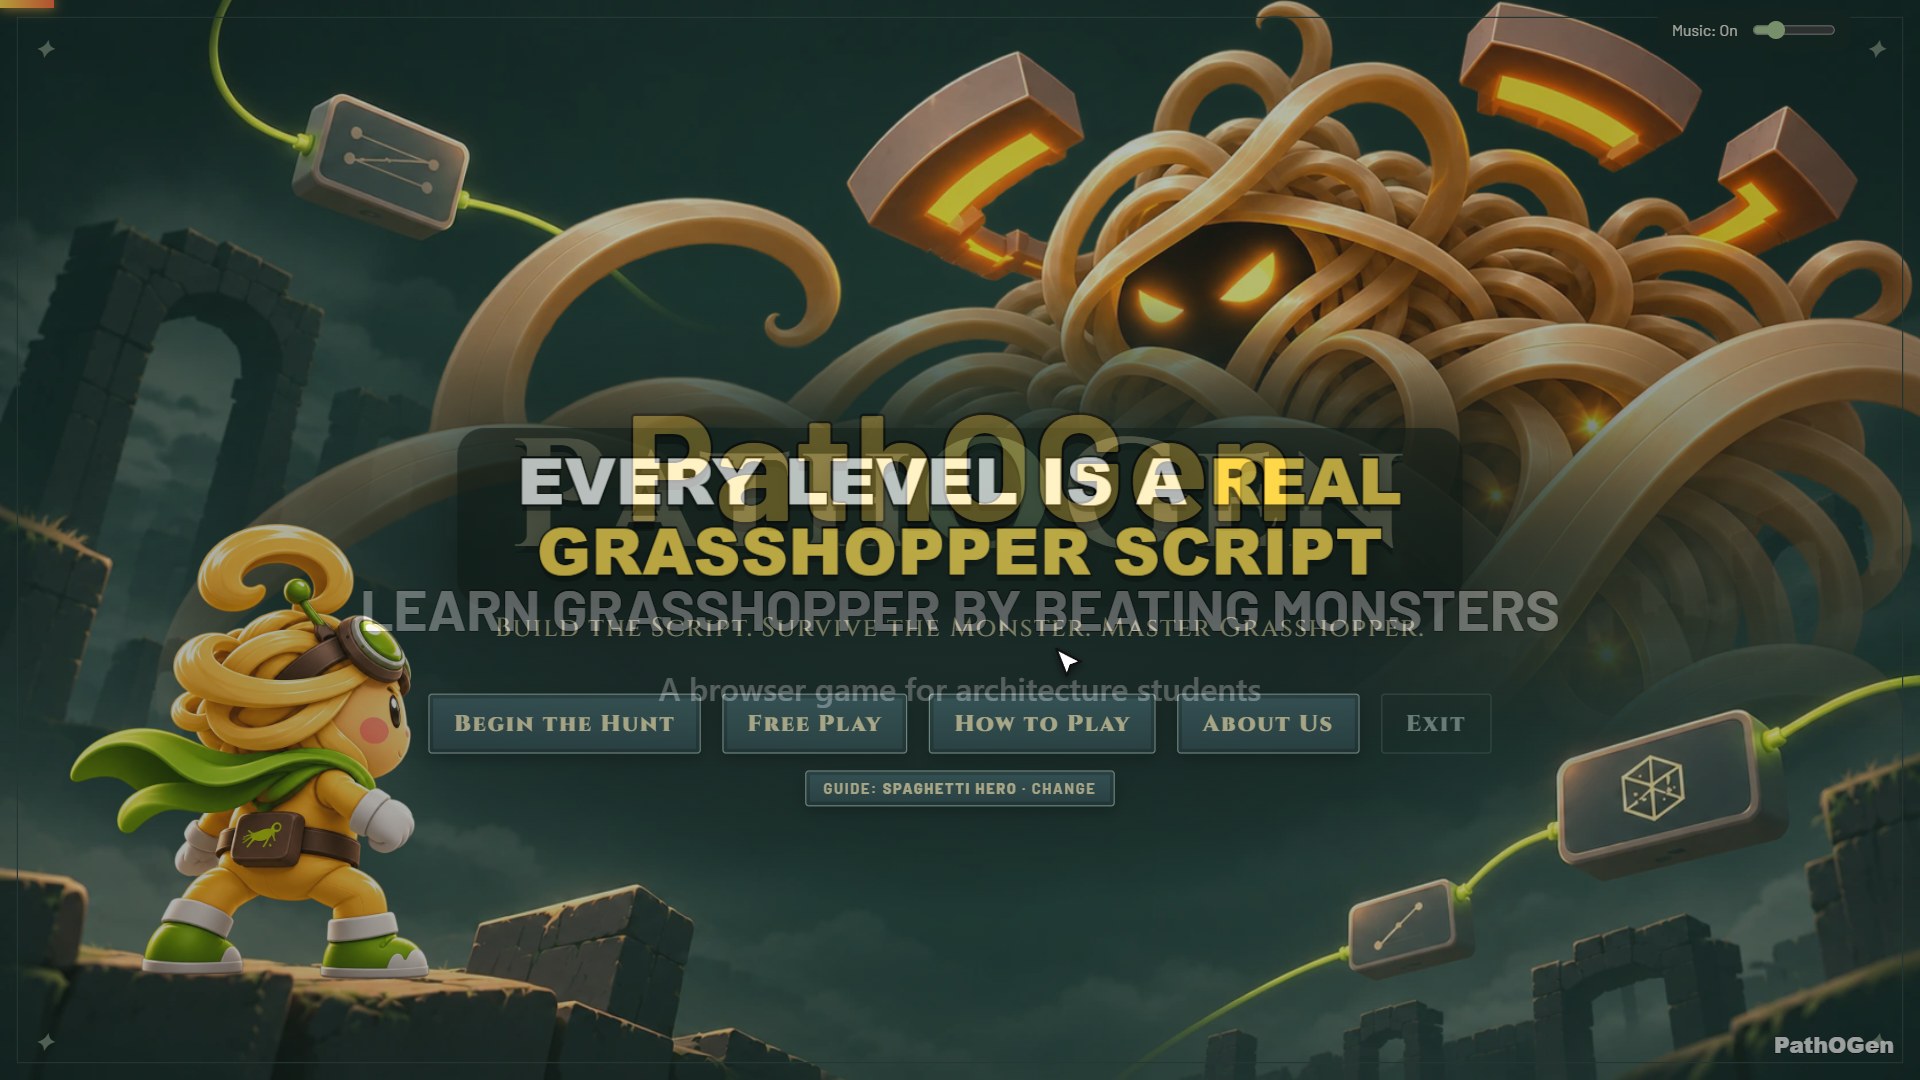 Music: On
PathOGen
PATHOGEN
EVERY LEVEL IS A REAL
GRASSHOPPER SCRIPT
LEARN GRASSHOPPER BY BEATING MONSTERS
BUILD THE SCRIPT. SURVIVE THE MONSTER. MASTER GRASSHOPPER.
A browser game for architecture students
BEGIN THE HUNT
FREE PLAY
HOW TO PLAY
ABOUT US
EXIT
GUIDE: SPAGHETTI HERO · CHANGE
PathOGen